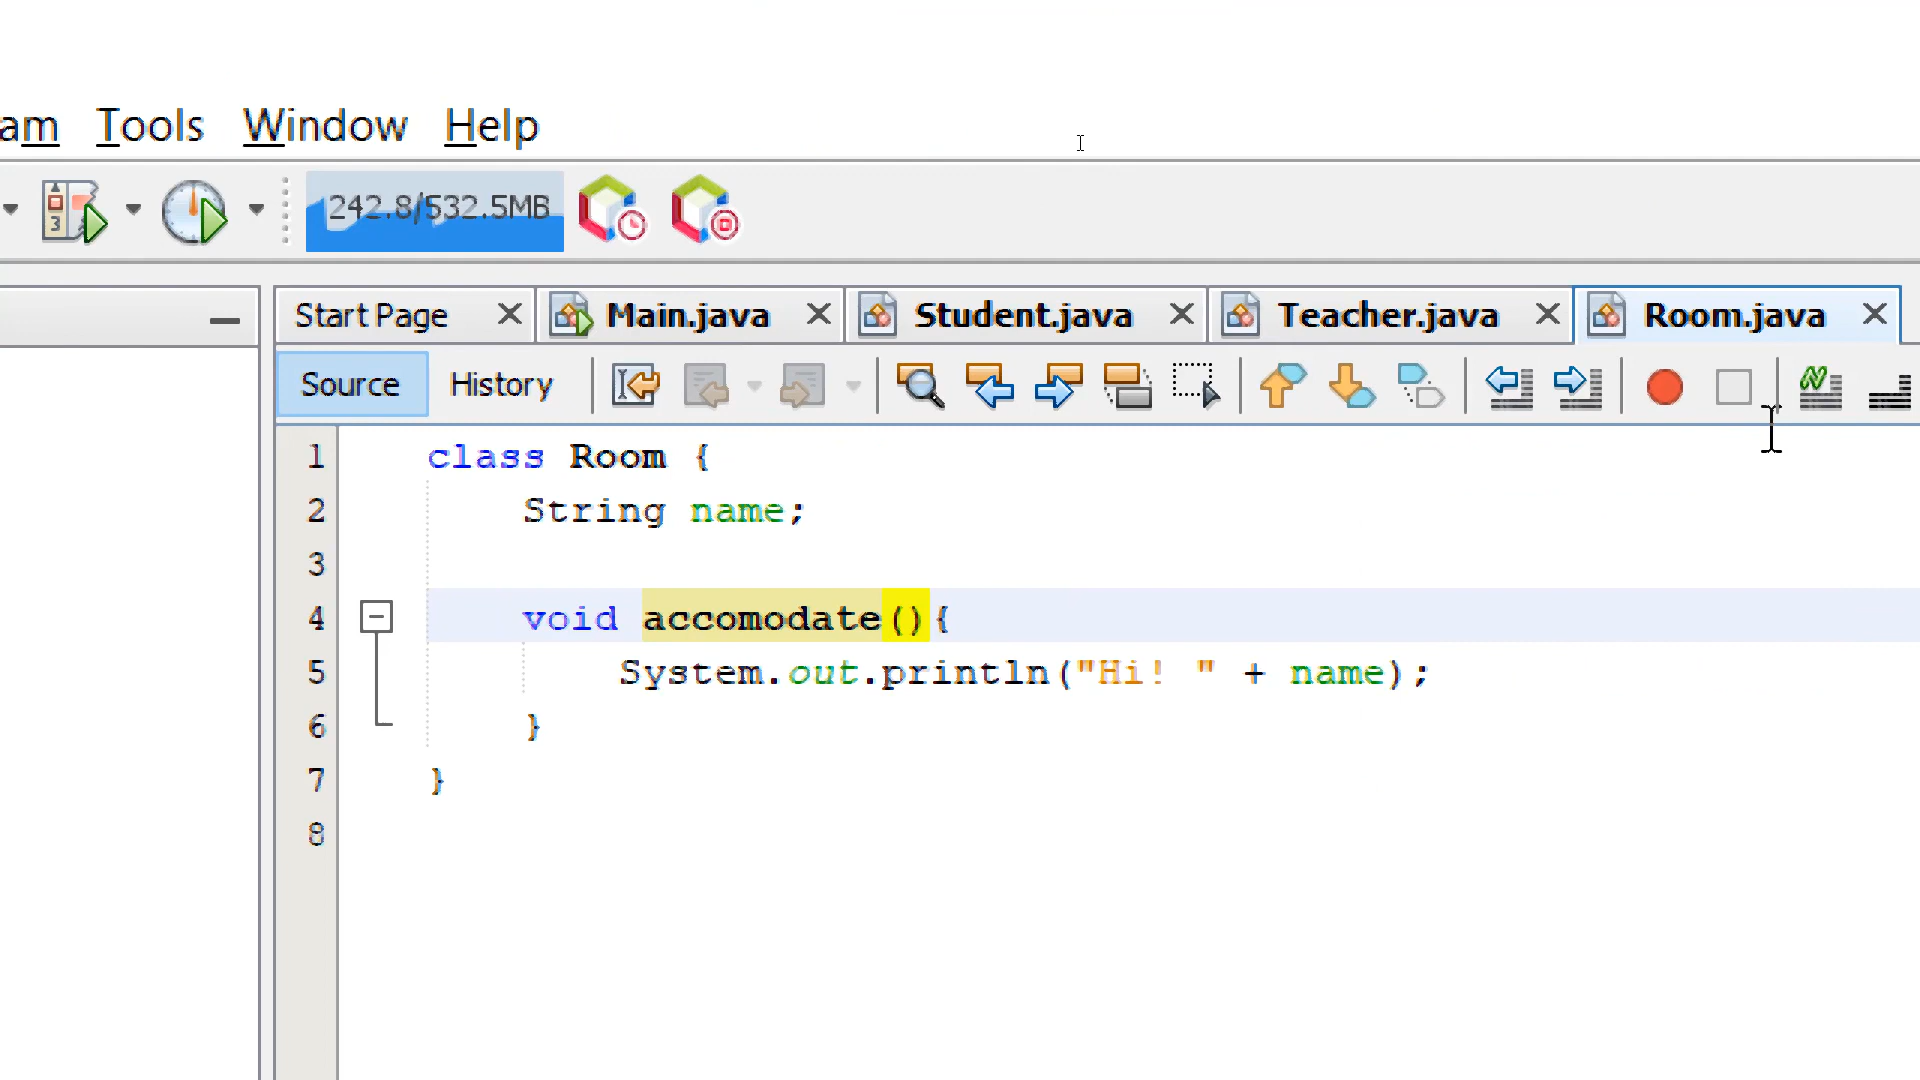 am Tools Window Help
242.8/532.5MB
Start Page Main.java Student.java Teacher.java Room.java
Source History
1 class Room {
2 String name;
3
4 void accomodate(){
5 System.out.println("Hi! " + name);
6 }
7 }
8